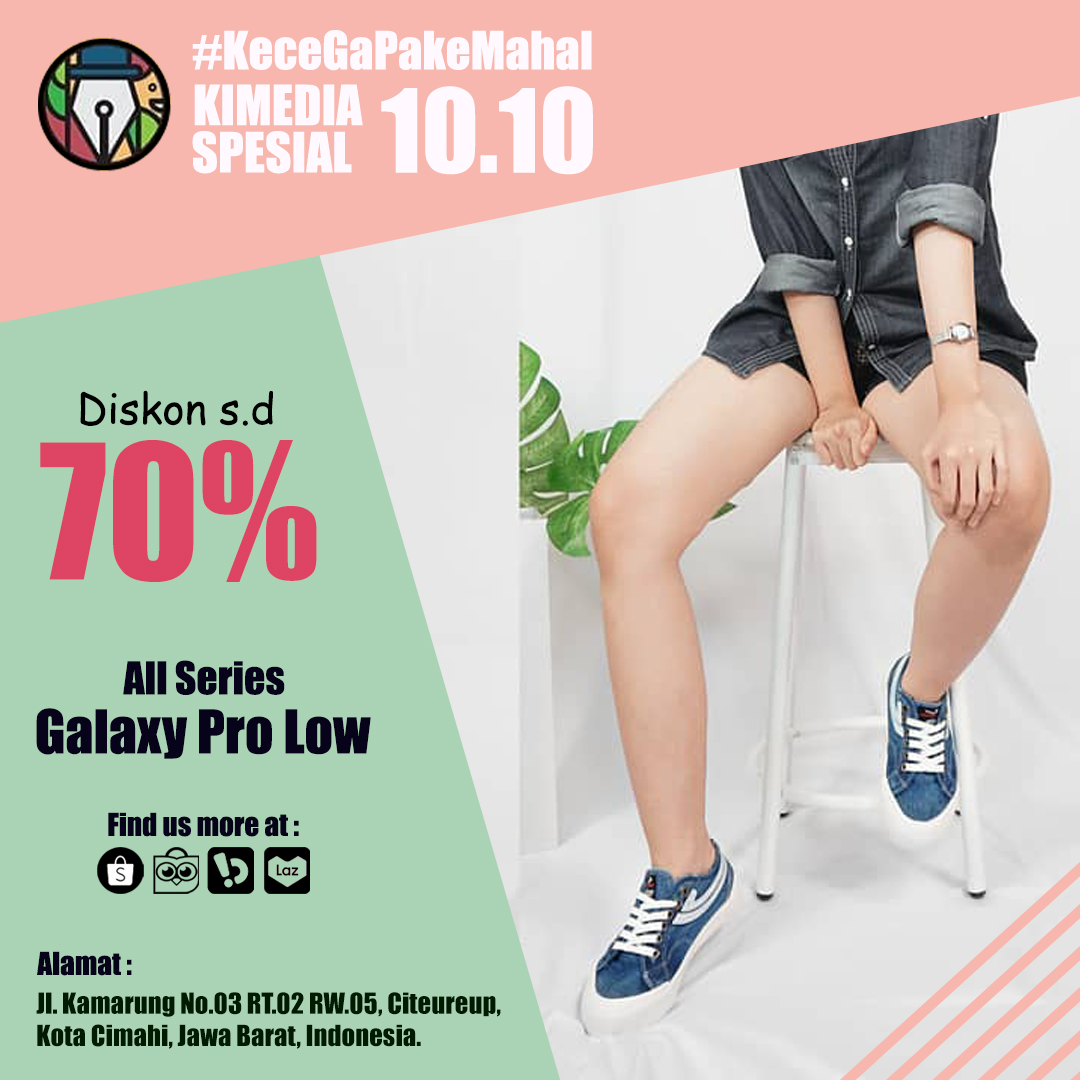 #KeceGaPakeMahal
KIMEDIA
SPESIAL
10.10
Diskon s.d
70%
All Series
Galaxy Pro Low
Find us more at :
S
Laz
Alamat :
Jl. Kamarung No.03 RT.02 RW.05, Citeureup,
Kota Cimahi, Jawa Barat, Indonesia.